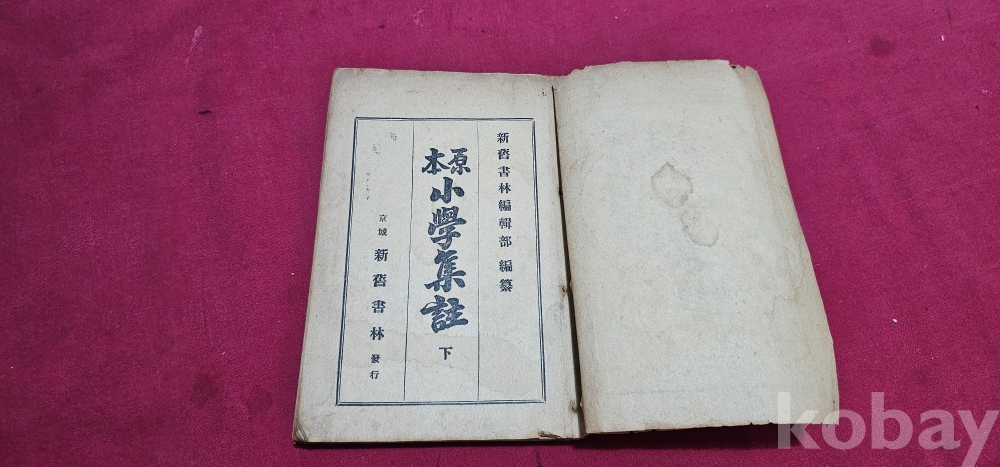 新舊書林編輯部 編纂
原本 小學集註 下
京城 新舊書林 發行
kobay